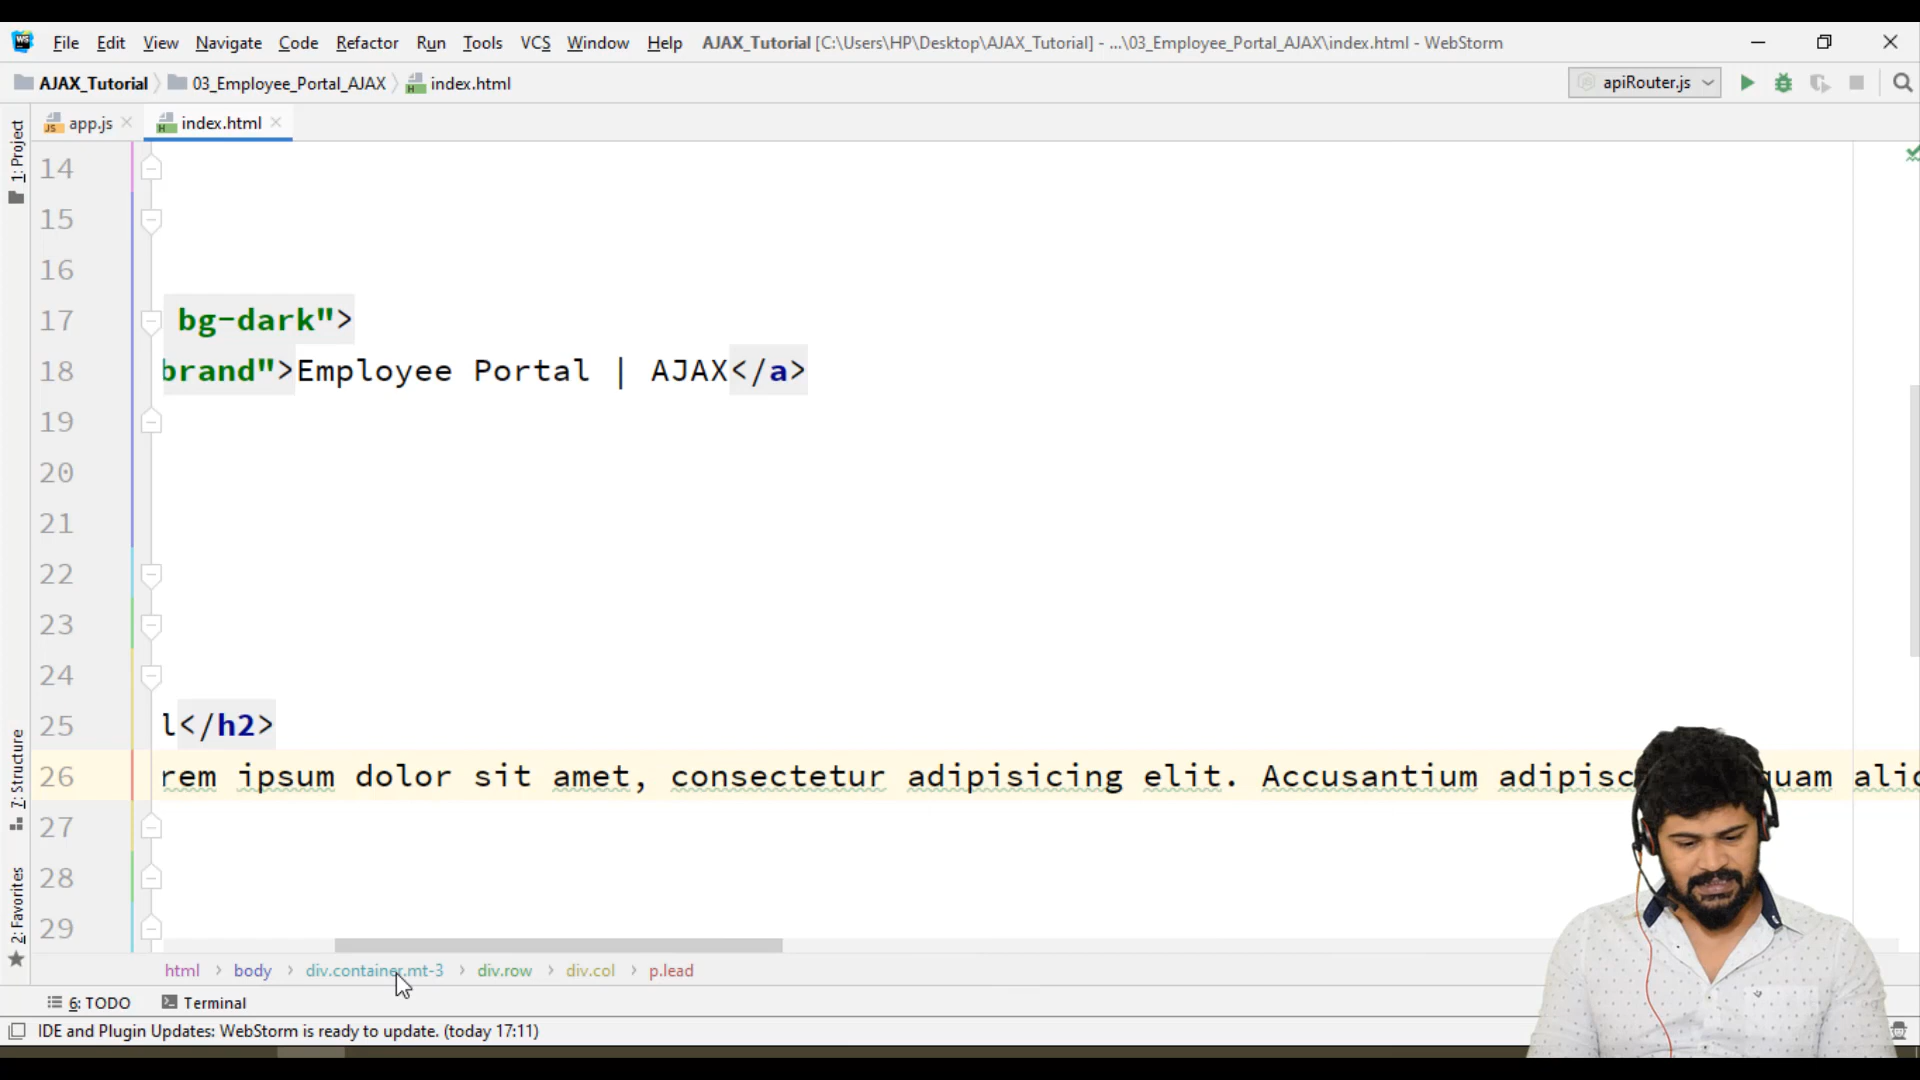 WS File Edit View Navigate Code Refactor Run Tools VCS Window Help AJAX_Tutorial [C:\Users\HP\Desktop\AJAX_Tutorial] - ...\03_Employee_Portal_AJAX\index.html - WebStorm
AJAX_Tutorial 03_Employee_Portal_AJAX index.html apiRouter.js
app.js index.html
1: Project
7: Structure
2: Favorites
14
15
16
17 bg-dark">
18 brand">Employee Portal | AJAX</a>
19
20
21
22
23
24
25 l</h2>
26 rem ipsum dolor sit amet, consectetur adipisicing elit. Accusantium
27
28
29
html body div.container.mt-3 div.row div.col p.lead
6: TODO Terminal
IDE and Plugin Updates: WebStorm is ready to update. (today 17:11)